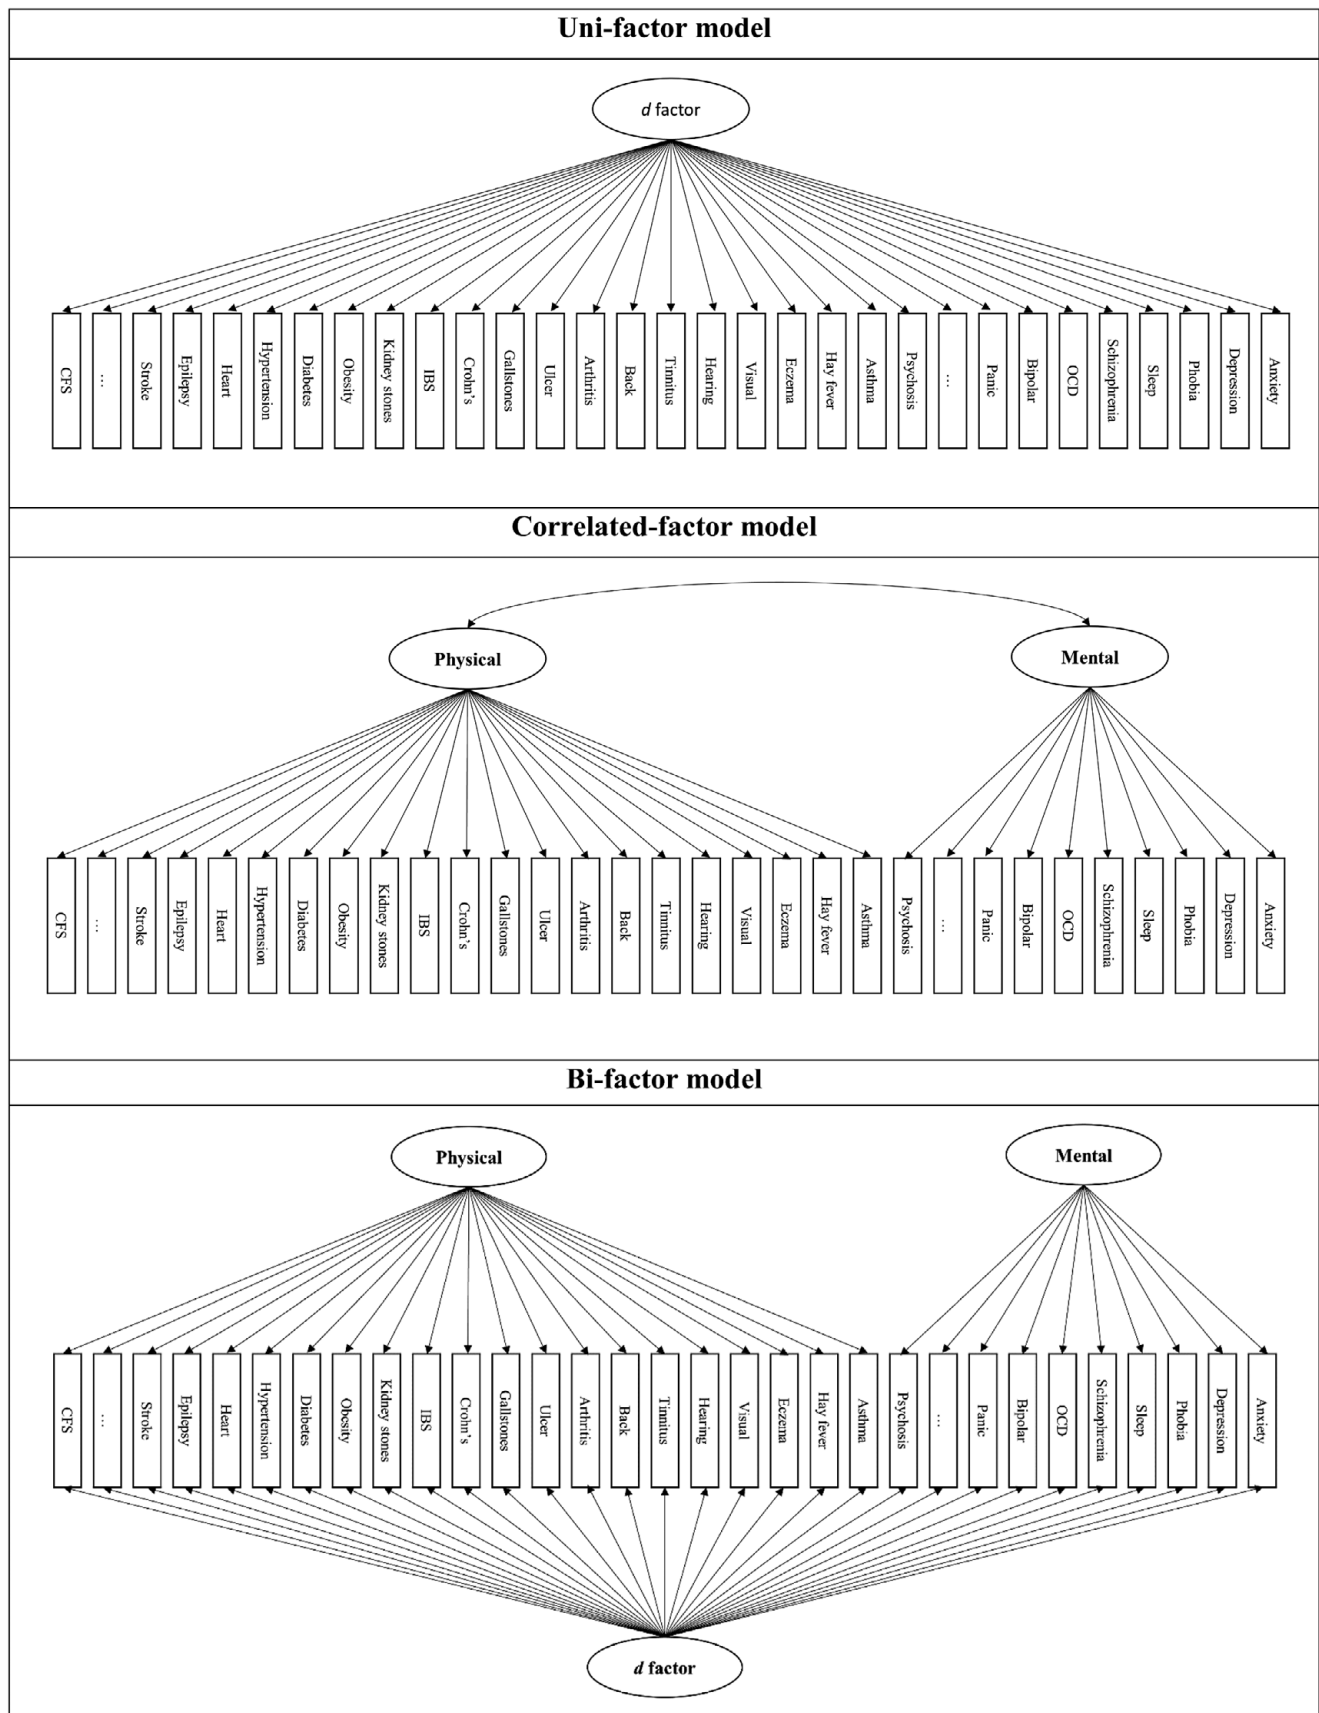 Uni-factor model
d factor
CFS
...
Stroke
Epilepsy
Heart
Hypertension
Diabetes
Obesity
Kidney stones
IBS
Crohn's
Gallstones
Ulcer
Arthritis
Back
Tinnitus
Hearing
Visual
Eczema
Hay fever
Asthma
Psychosis
...
Panic
Bipolar
OCD
Schizophrenia
Sleep
Phobia
Depression
Anxiety
Correlated-factor model
Physical
Mental
CFS
...
Stroke
Epilepsy
Heart
Hypertension
Diabetes
Obesity
Kidney stones
IBS
Crohn's
Gallstones
Ulcer
Arthritis
Back
Tinnitus
Hearing
Visual
Eczema
Hay fever
Asthma
Psychosis
...
Panic
Bipolar
OCD
Schizophrenia
Sleep
Phobia
Depression
Anxiety
Bi-factor model
Physical
Mental
CFS
...
Stroke
Epilepsy
Heart
Hypertension
Diabetes
Obesity
Kidney stones
IBS
Crohn's
Gallstones
Ulcer
Arthritis
Back
Tinnitus
Hearing
Visual
Eczema
Hay fever
Asthma
Psychosis
...
Panic
Bipolar
OCD
Schizophrenia
Sleep
Phobia
Depression
Anxiety
d factor